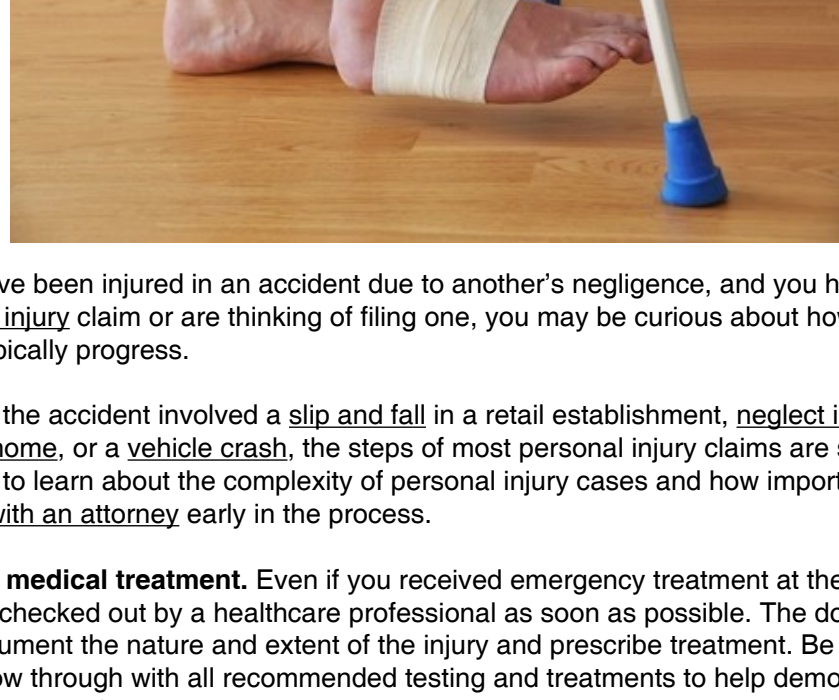 ve been injured in an accident due to another’s negligence, and you h
injury claim or are thinking of filing one, you may be curious about ho
pically progress.
the accident involved a slip and fall in a retail establishment, neglect i
home, or a vehicle crash, the steps of most personal injury claims are s
to learn about the complexity of personal injury cases and how import
with an attorney early in the process.
medical treatment. Even if you received emergency treatment at the
checked out by a healthcare professional as soon as possible. The do
ument the nature and extent of the injury and prescribe treatment. Be
ow through with all recommended testing and treatments to help demo